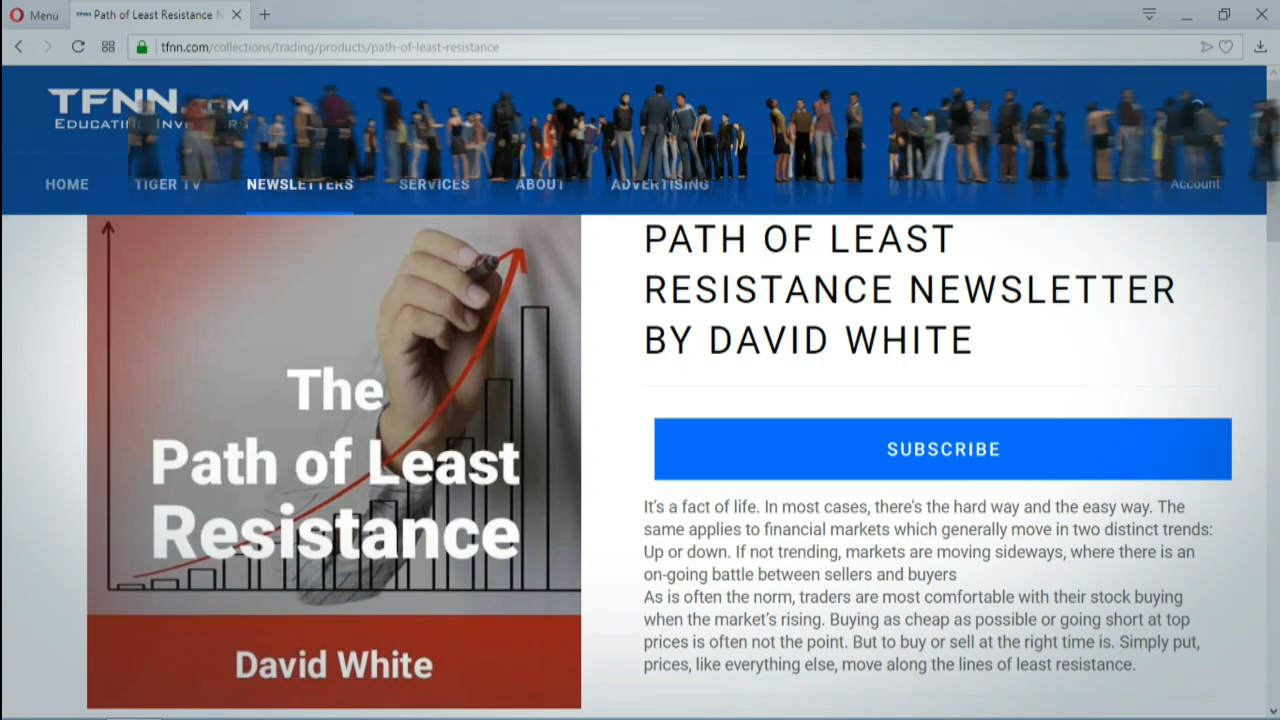 Menu
Path of Least Resistance N
tfnn.com/collections/trading/products/path-of-least-resistance
TFNN.COM
EDUCATING INVESTORS
HOME TIGER TV NEWSLETTERS SERVICES ABOUT ADVERTISING Account
The
Path of Least
Resistance
David White
PATH OF LEAST
RESISTANCE NEWSLETTER
BY DAVID WHITE
SUBSCRIBE
It's a fact of life. In most cases, there's the hard way and the easy way. The
same applies to financial markets which generally move in two distinct trends:
Up or down. If not trending, markets are moving sideways, where there is an
on-going battle between sellers and buyers
As is often the norm, traders are most comfortable with their stock buying
when the market's rising. Buying as cheap as possible or going short at top
prices is often not the point. But to buy or sell at the right time is. Simply put,
prices, like everything else, move along the lines of least resistance.